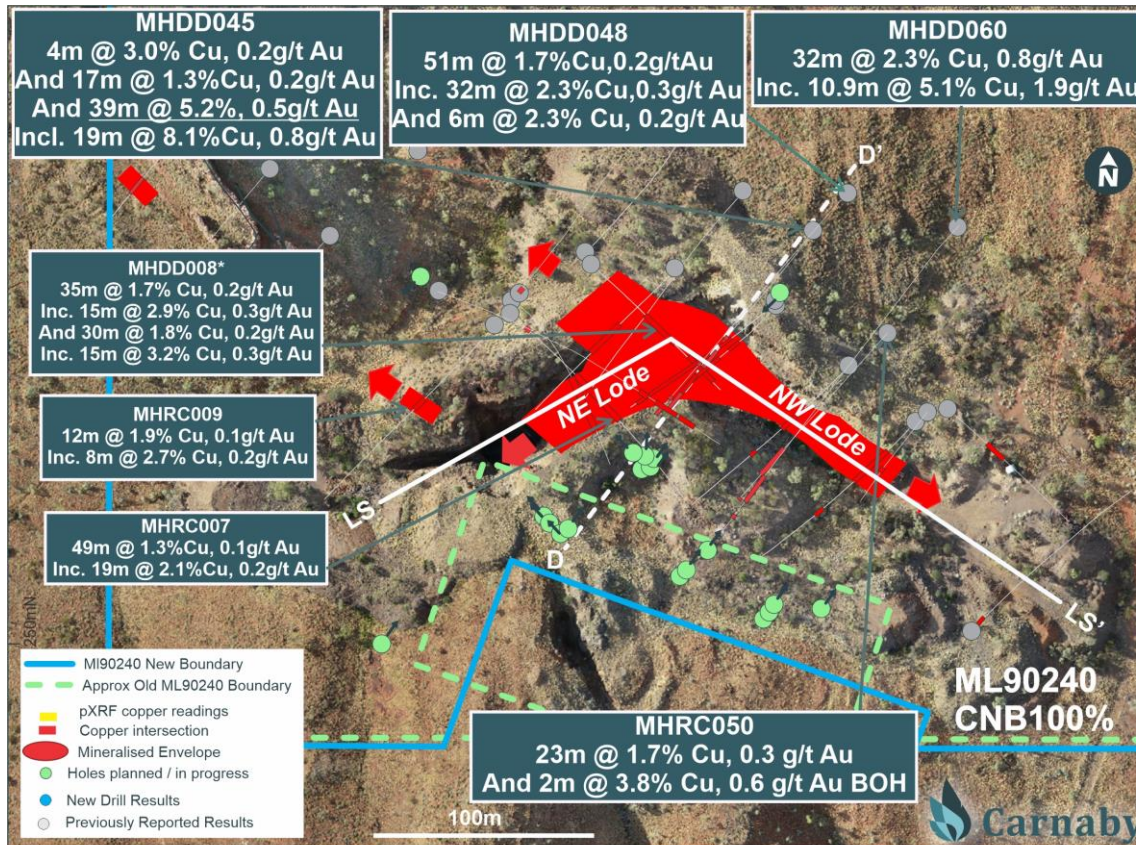 MHDD045
4m @ 3.0% Cu, 0.2g/t Au
And 17m @ 1.3%Cu, 0.2g/t Au
And 39m @ 5.2%, 0.5g/t Au
Incl. 19m @ 8.1%Cu, 0.8g/t Au
MHDD048
51m @ 1.7%Cu,0.2g/tAu
Inc. 32m @ 2.3%Cu,0.3g/t Au
And 6m @ 2.3% Cu, 0.2g/t Au
MHDD060
32m @ 2.3% Cu, 0.8g/t Au
Inc. 10.9m @ 5.1% Cu, 1.9g/t Au
D'
N
MHDD008*
35m @ 1.7% Cu, 0.2g/t Au
Inc. 15m @ 2.9% Cu, 0.3g/t Au
And 30m @ 1.8% Cu, 0.2g/t Au
Inc. 15m @ 3.2% Cu, 0.3g/t Au
NE Lode
NW Lode
MHRC009
12m @ 1.9% Cu, 0.1g/t Au
Inc. 8m @ 2.7% Cu, 0.2g/t Au
LS
MHRC007
49m @ 1.3%Cu, 0.1g/t Au
Inc. 19m @ 2.1%Cu, 0.2g/t Au
D
LS'
Ml90240 New Boundary
Approx Old ML90240 Boundary
pXRF copper readings
Copper intersection
Mineralised Envelope
Holes planned / in progress
New Drill Results
Previously Reported Results
ML90240
CNB100%
MHRC050
23m @ 1.7% Cu, 0.3 g/t Au
And 2m @ 3.8% Cu, 0.6 g/t Au BOH
100m
Carnaby